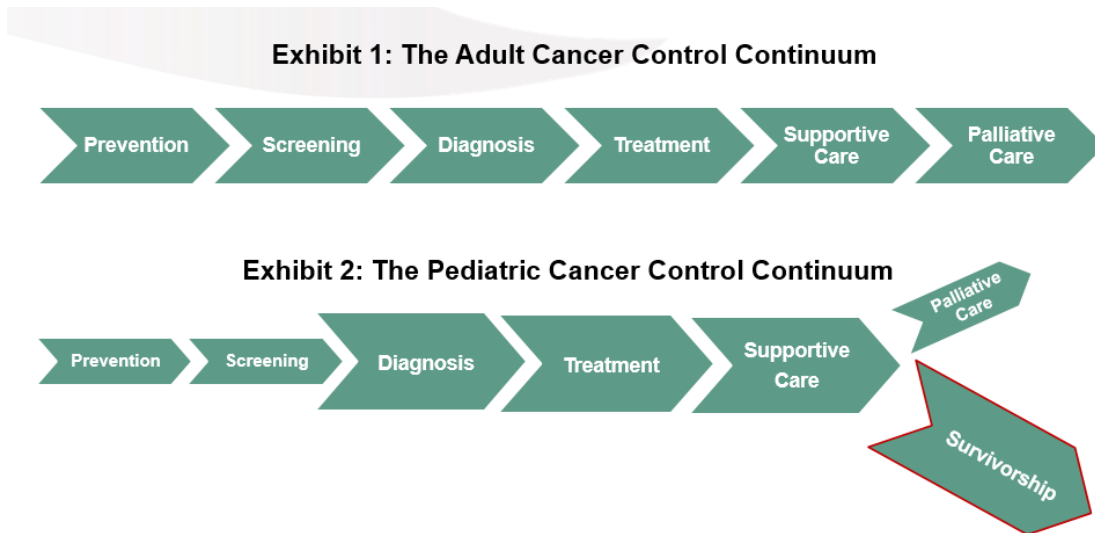 Exhibit 1: The Adult Cancer Control Continuum
Prevention
Screening
Diagnosis
Treatment
Supportive
Care
Palliative
Care
Exhibit 2: The Pediatric Cancer Control Continuum
Prevention
Screening
Diagnosis
Treatment
Supportive
Care
Palliative
Care
Survivorship